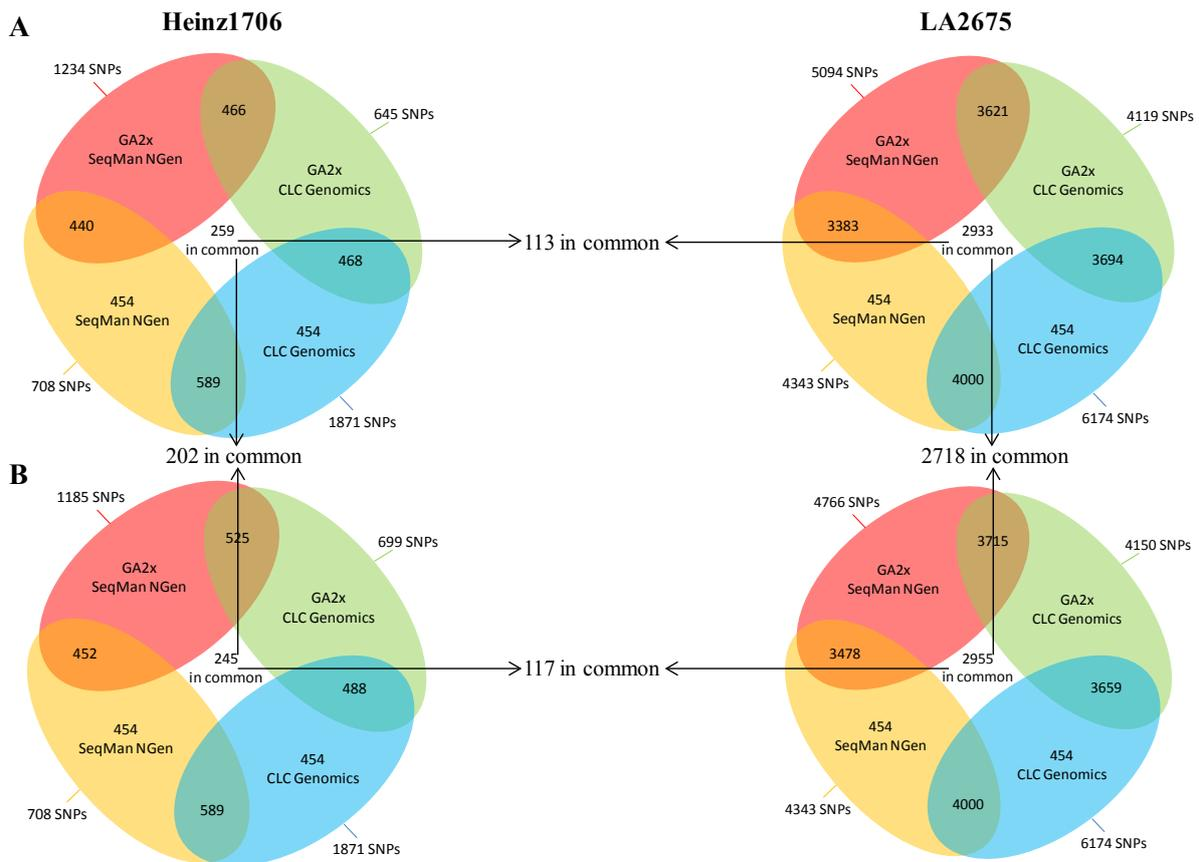 A
Heinz1706
LA2675
1234 SNPs
466
645 SNPs
GA2x
SeqMan NGen
GA2x
CLC Genomics
440
259
in common
468
454
SeqMan NGen
454
CLC Genomics
589
708 SNPs
1871 SNPs
113 in common
5094 SNPs
3621
4119 SNPs
GA2x
SeqMan NGen
GA2x
CLC Genomics
3383
2933
in common
3694
454
SeqMan NGen
454
CLC Genomics
4000
4343 SNPs
6174 SNPs
202 in common
2718 in common
B
1185 SNPs
525
699 SNPs
GA2x
SeqMan NGen
GA2x
CLC Genomics
452
245
in common
488
454
SeqMan NGen
454
CLC Genomics
589
708 SNPs
1871 SNPs
117 in common
4766 SNPs
3715
4150 SNPs
GA2x
SeqMan NGen
GA2x
CLC Genomics
3478
2955
in common
3659
454
SeqMan NGen
454
CLC Genomics
4000
4343 SNPs
6174 SNPs